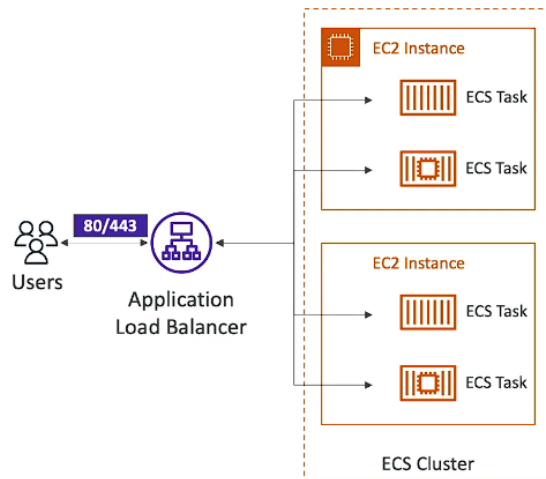 EC2 Instance
ECS Task
ECS Task
80/443
Users
Application
Load Balancer
EC2 Instance
ECS Task
ECS Task
ECS Cluster